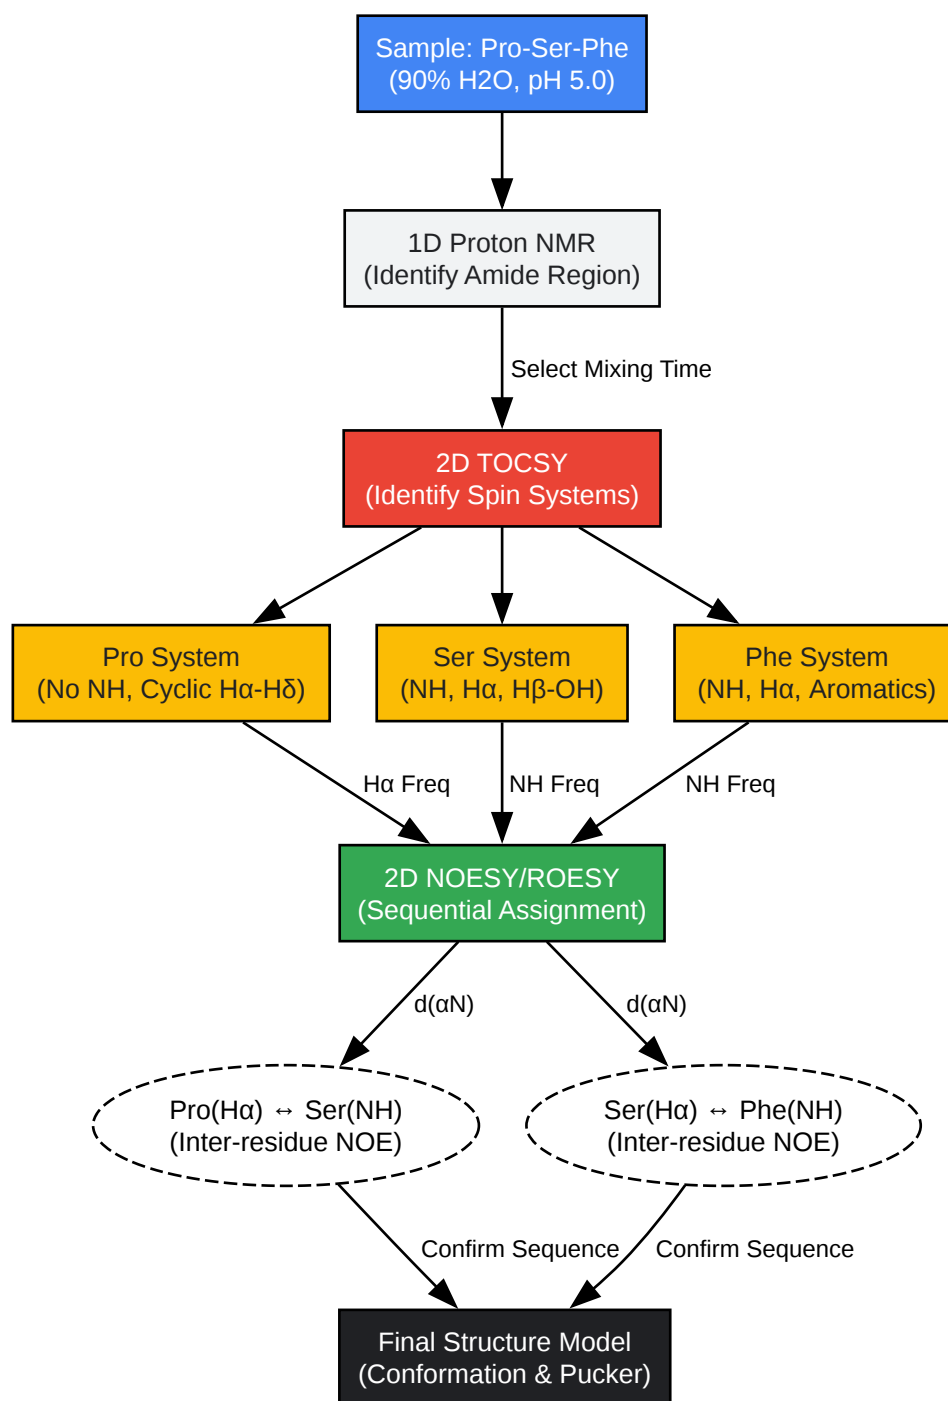 Sample: Pro-Ser-Phe
(90% H2O, pH 5.0)
1D Proton NMR
(Identify Amide Region)
Select Mixing Time
2D TOCSY
(Identify Spin Systems)
Pro System
(No NH, Cyclic Hα-Hδ)
Ser System
(NH, Hα, Hβ-OH)
Phe System
(NH, Hα, Aromatics)
Hα Freq
NH Freq
NH Freq
2D NOESY/ROESY
(Sequential Assignment)
d(αN)
d(αN)
Pro(Hα) ↔ Ser(NH)
(Inter-residue NOE)
Ser(Hα) ↔ Phe(NH)
(Inter-residue NOE)
Confirm Sequence
Confirm Sequence
Final Structure Model
(Conformation & Pucker)